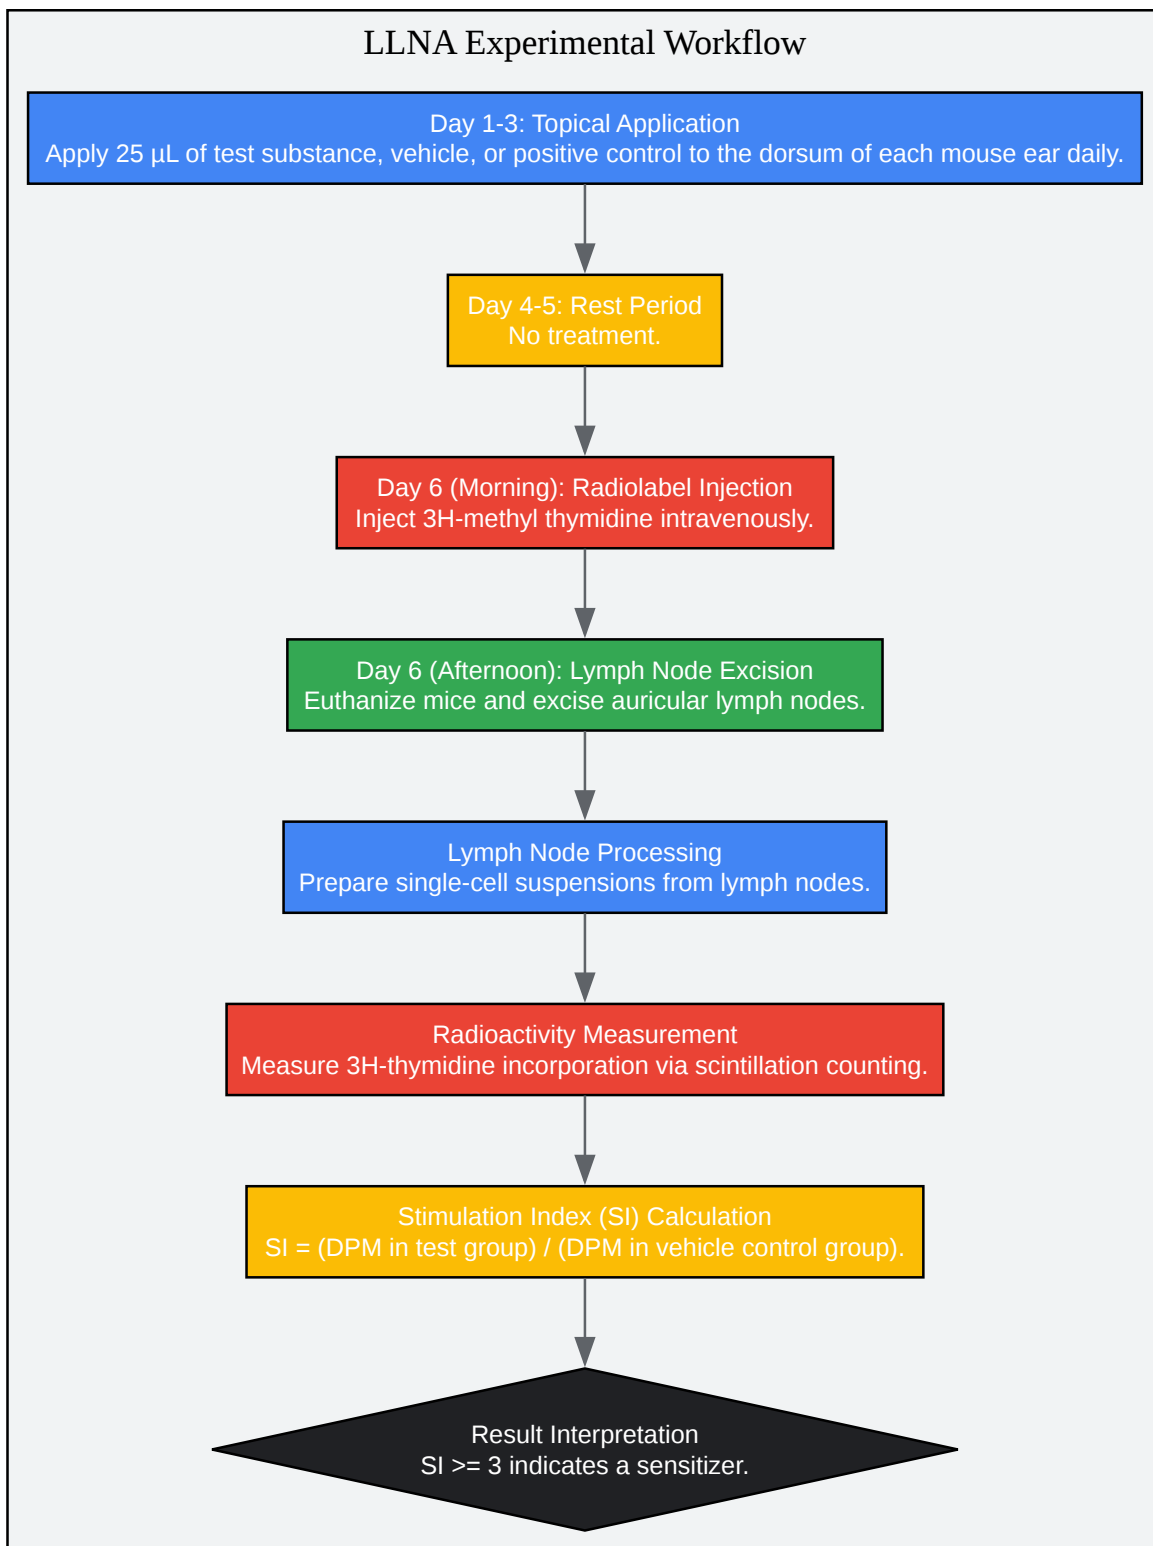 LLNA Experimental Workflow
Day 1-3: Topical Application
Apply 25 µL of test substance, vehicle, or positive control to the dorsum of each mouse ear daily.
Day 4-5: Rest Period
No treatment.
Day 6 (Morning): Radiolabel Injection
Inject 3H-methyl thymidine intravenously.
Day 6 (Afternoon): Lymph Node Excision
Euthanize mice and excise auricular lymph nodes.
Lymph Node Processing
Prepare single-cell suspensions from lymph nodes.
Radioactivity Measurement
Measure 3H-thymidine incorporation via scintillation counting.
Stimulation Index (SI) Calculation
SI = (DPM in test group) / (DPM in vehicle control group).
Result Interpretation
SI >= 3 indicates a sensitizer.